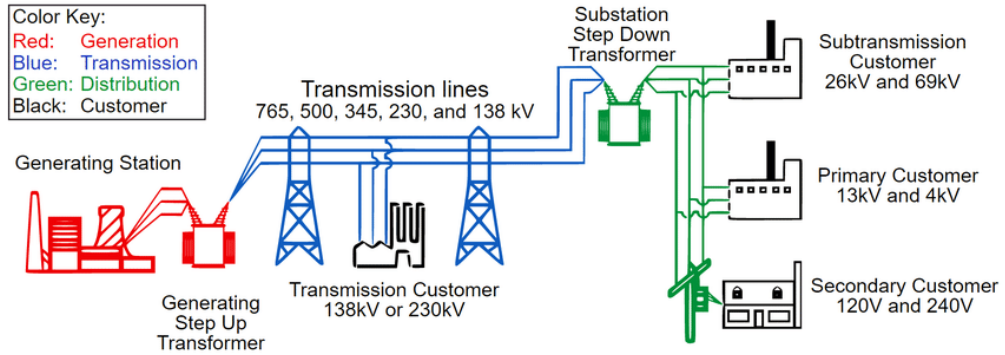 Color Key:
Red: Generation
Blue: Transmission
Green: Distribution
Black: Customer
Generating Station
Generating
Step Up
Transformer
Transmission lines
765, 500, 345, 230, and 138 kV
Transmission Customer
138kV or 230kV
Substation
Step Down
Transformer
Subtransmission
Customer
26kV and 69kV
Primary Customer
13kV and 4kV
Secondary Customer
120V and 240V